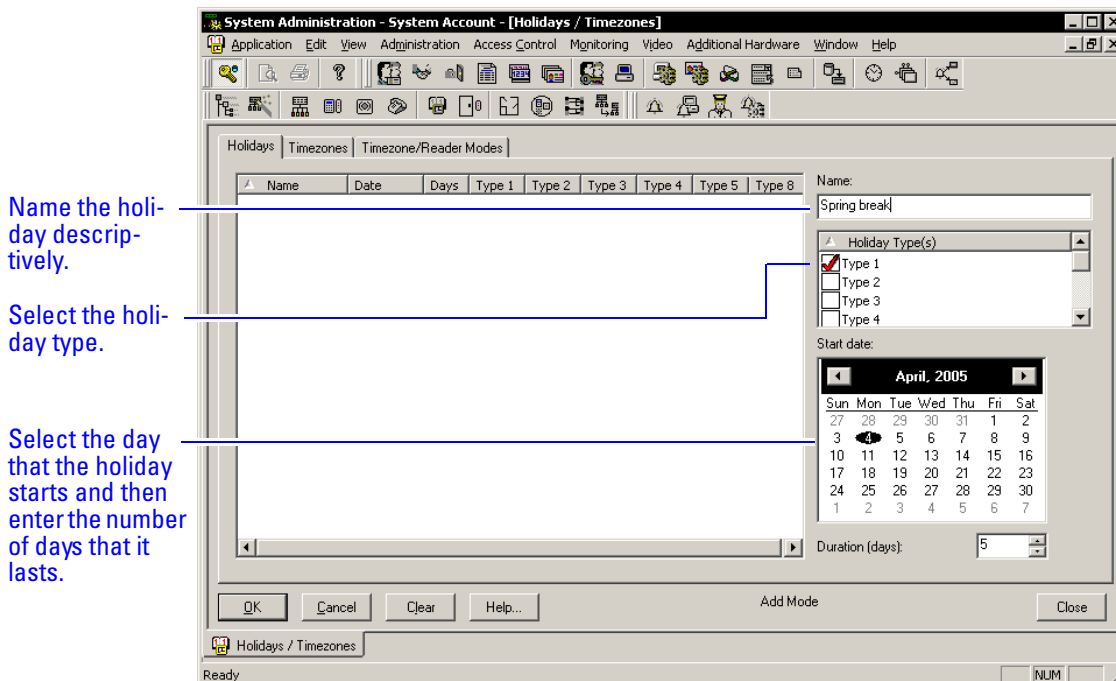 System Administration - System Account - [Holidays / Timezones]
Application Edit View Administration Access Control Monitoring Video Additional Hardware Window Help
Holidays Timezones Timezone/Reader Modes
Name Date Days Type 1 Type 2 Type 3 Type 4 Type 5 Type 8
Name:
Spring break
Holiday Type(s)
Type 1
Type 2
Type 3
Type 4
Start date:
April, 2005
Sun Mon Tue Wed Thu Fri Sat
27 28 29 30 31 1 2
3 4 5 6 7 8 9
10 11 12 13 14 15 16
17 18 19 20 21 22 23
24 25 26 27 28 29 30
1 2 3 4 5 6 7
Duration (days): 5
OK Cancel Clear Help... Add Mode Close
Holidays / Timezones
Ready NUM
Name the holi-
day descrip-
tively.
Select the holi-
day type.
Select the day
that the holiday
starts and then
enter the number
of days that it
lasts.